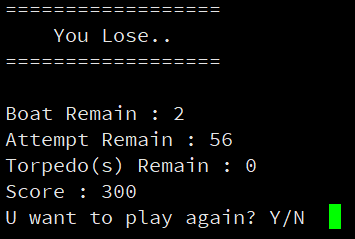 ==================
You Lose..
==================
Boat Remain : 2
Attempt Remain : 56
Torpedo(s) Remain : 0
Score : 300
U want to play again? Y/N